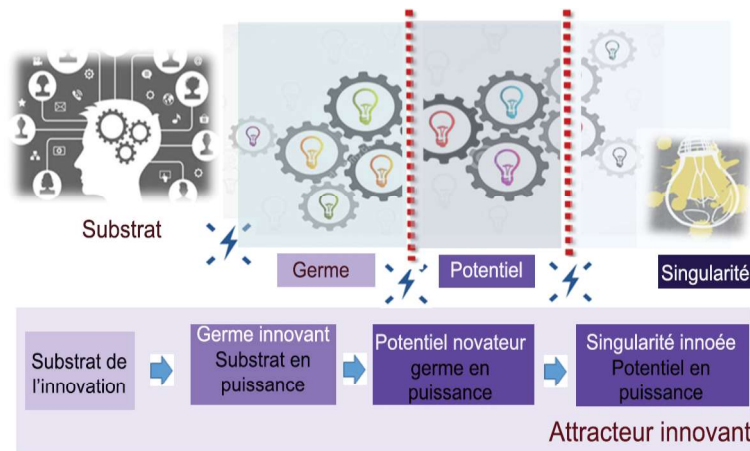 Substrat
Germe
Potentiel
Singularité
Substrat de
l'innovation
Germe innovant
Substrat en
puissance
Potentiel novateur
germe en
puissance
Singularité innoée
Potentiel en
puissance
Attracteur innovant